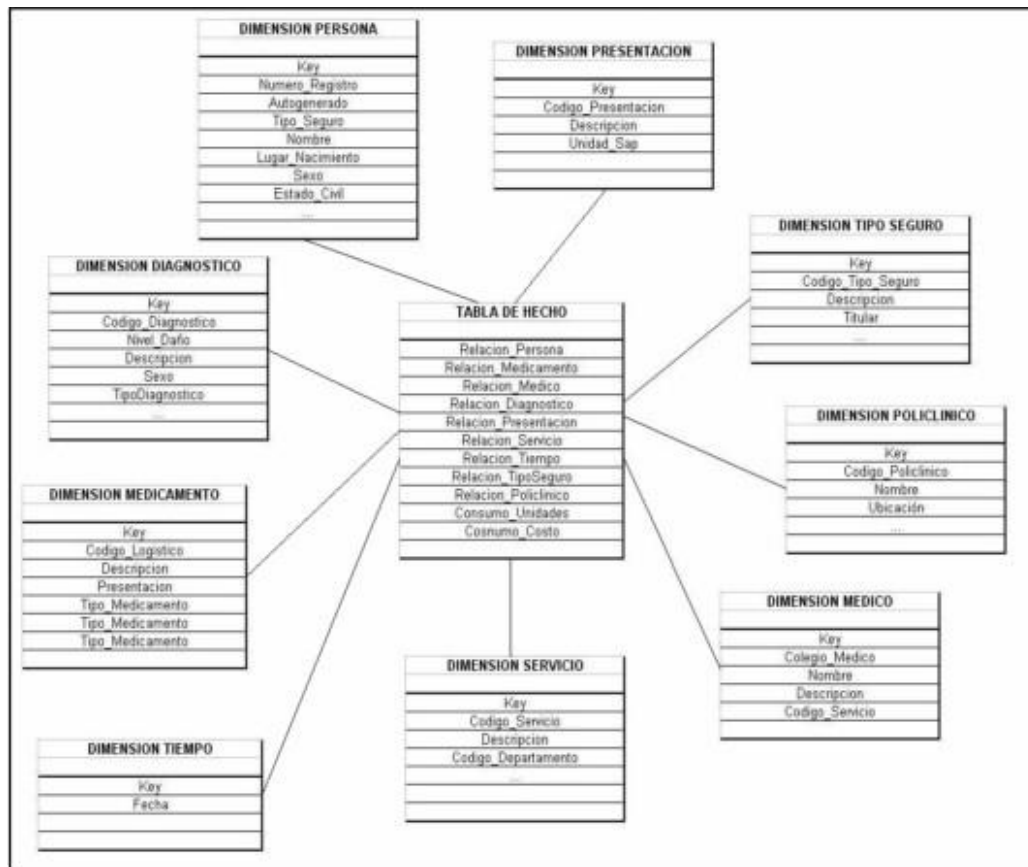 DIMENSION PERSONA
Key
Numero_Registro
Autogenerado
Tipo_Seguro
Nombre
Lugar_Nacimiento
Sexo
Estado_Civil
...
DIMENSION PRESENTACION
Key
Codigo_Presentacion
Descripcion
Unidad_Sap
DIMENSION TIPO SEGURO
Key
Codigo_Tipo_Seguro
Descripcion
Titular
...
DIMENSION DIAGNOSTICO
Key
Codigo_Diagnostico
Nivel_Daño
Descripcion
Sexo
TipoDiagnostico
...
TABLA DE HECHO
Relacion_Persona
Relacion_Medicamento
Relacion_Medico
Relacion_Diagnostico
Relacion_Presentacion
Relacion_Servicio
Relacion_Tiempo
Relacion_TipoSeguro
Relacion_Policlinico
Consumo_Unidades
Cosnumo_Costo
DIMENSION POLICLINICO
Key
Codigo_Policlinico
Nombre
Ubicación
....
DIMENSION MEDICAMENTO
Key
Codigo_Logistico
Descripcion
Presentacion
Tipo_Medicamento
Tipo_Medicamento
Tipo_Medicamento
DIMENSION MEDICO
Key
Colegio_Medico
Nombre
Descripcion
Codigo_Servicio
DIMENSION SERVICIO
Key
Codigo_Servicio
Descripcion
Codigo_Departamento
...
DIMENSION TIEMPO
Key
Fecha